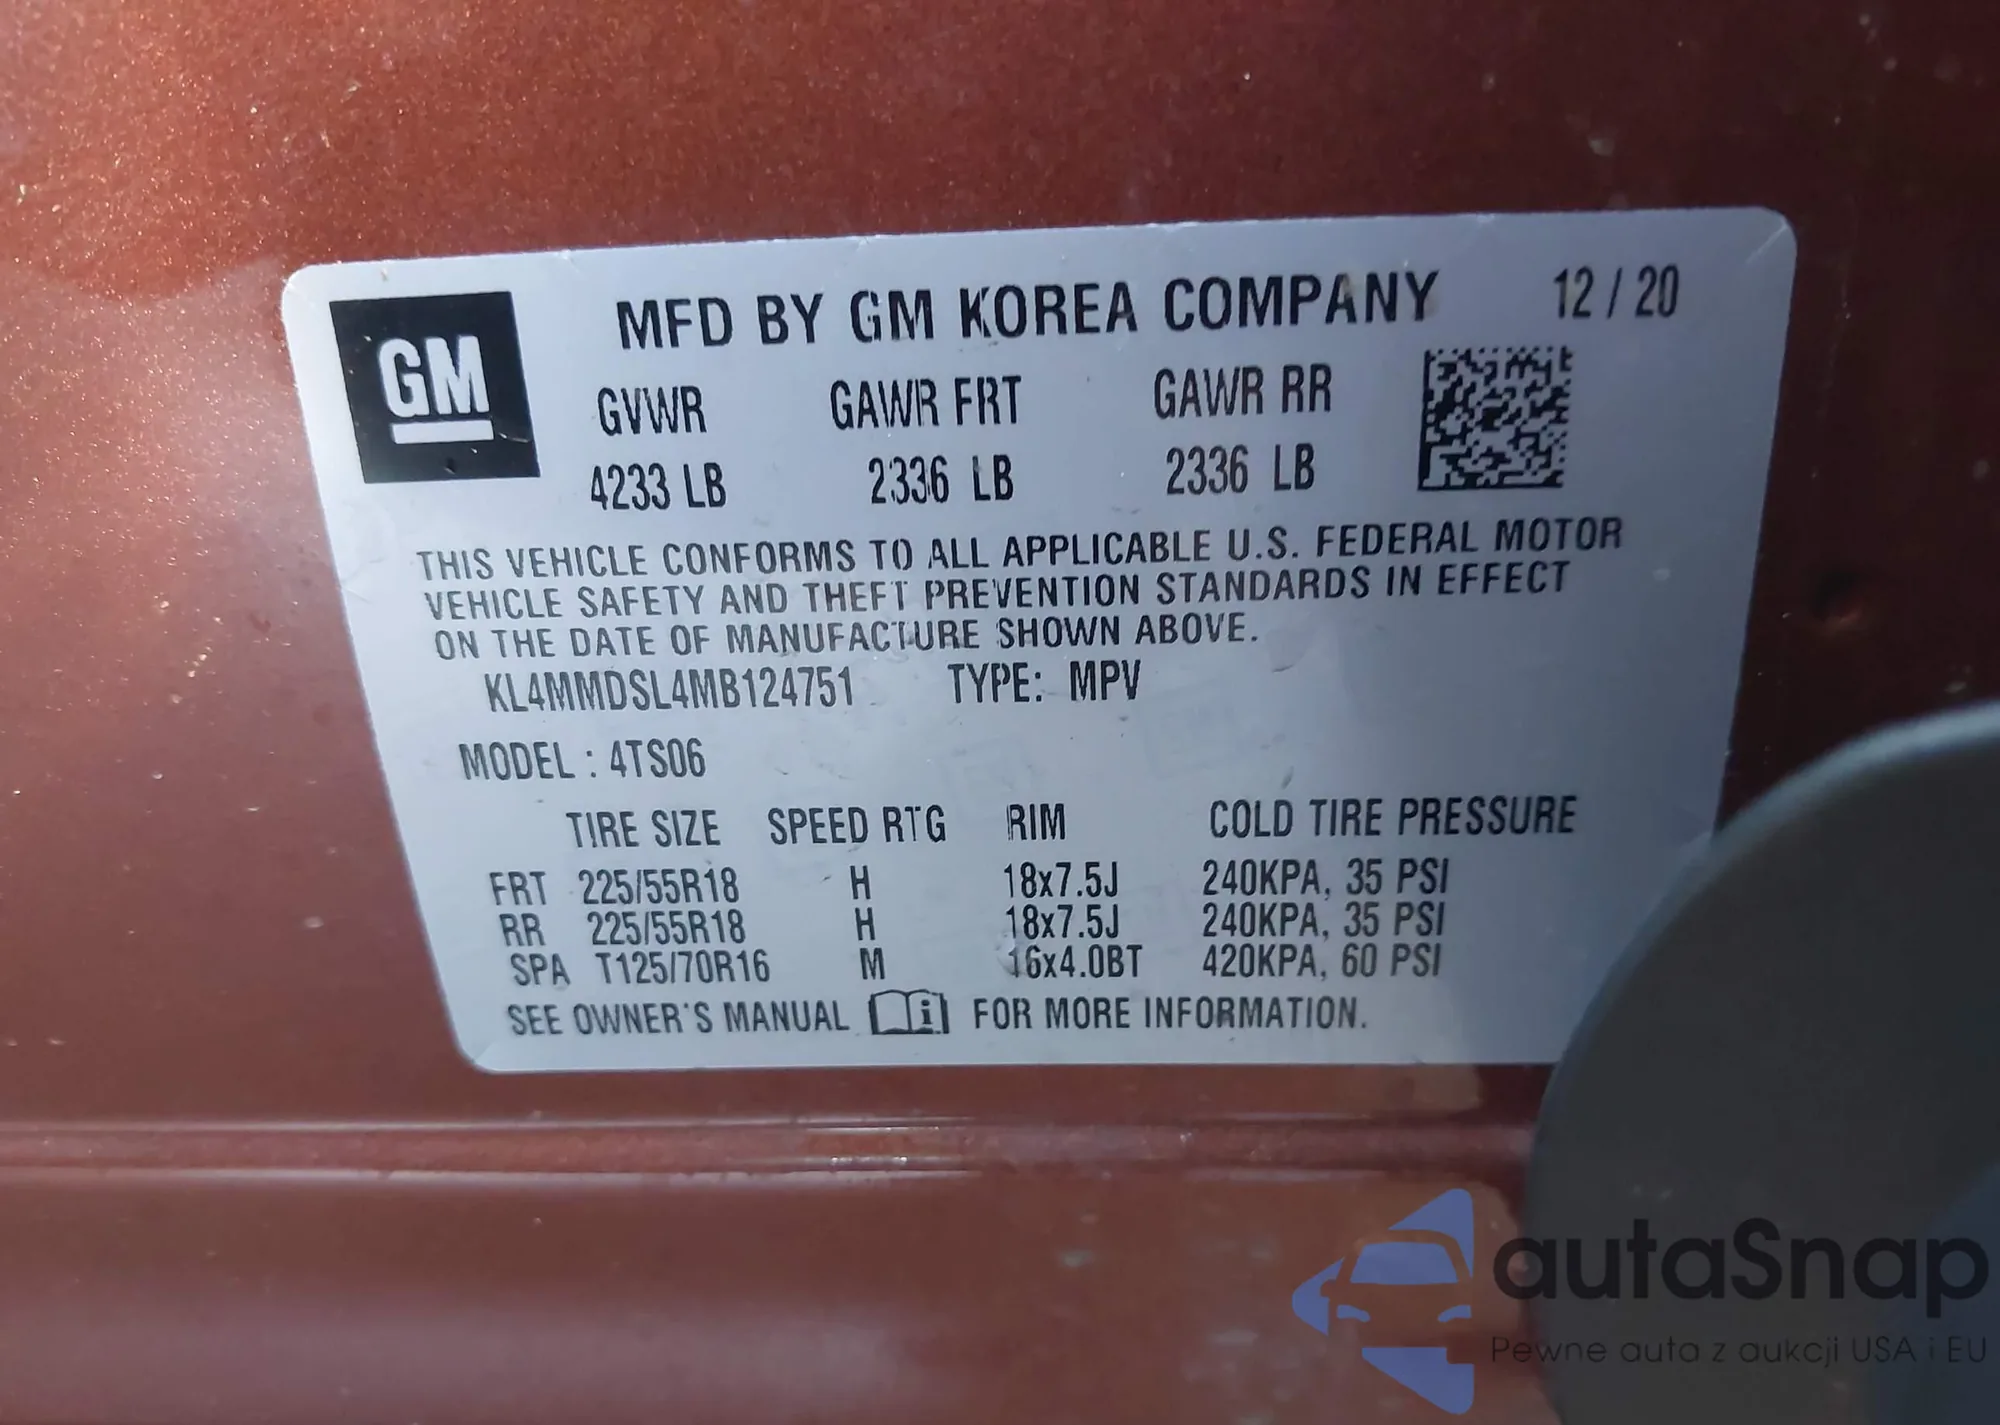 GM
MFD BY GM KOREA COMPANY 12 / 20
GVWR GAWR FRT GAWR RR
4233 LB 2336 LB 2336 LB
THIS VEHICLE CONFORMS TO ALL APPLICABLE U.S. FEDERAL MOTOR
VEHICLE SAFETY AND THEFT PREVENTION STANDARDS IN EFFECT
ON THE DATE OF MANUFACTURE SHOWN ABOVE.
KL4MMDSL4MB124751 TYPE: MPV
MODEL : 4TS06
TIRE SIZE SPEED RTG RIM COLD TIRE PRESSURE
FRT 225/55R18 H 18x7.5J 240KPA, 35 PSI
RR 225/55R18 H 18x7.5J 240KPA, 35 PSI
SPA T125/70R16 M 16x4.0BT 420KPA, 60 PSI
SEE OWNER'S MANUAL i FOR MORE INFORMATION.
autaSnap
Pewne auta z aukcji USA i EU